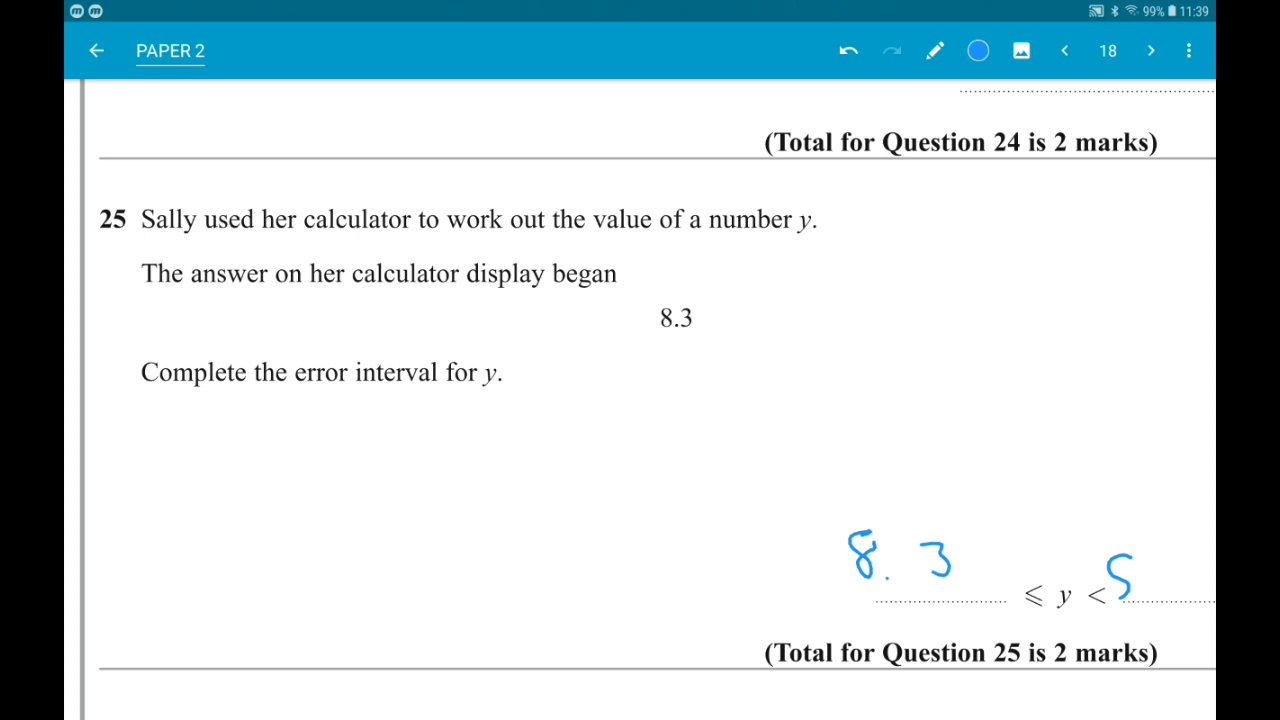 99% 11:39
PAPER 2
18
(Total for Question 24 is 2 marks)
25 Sally used her calculator to work out the value of a number y.
The answer on her calculator display began
8.3
Complete the error interval for y.
8. 3 ⩽ y < 5
(Total for Question 25 is 2 marks)